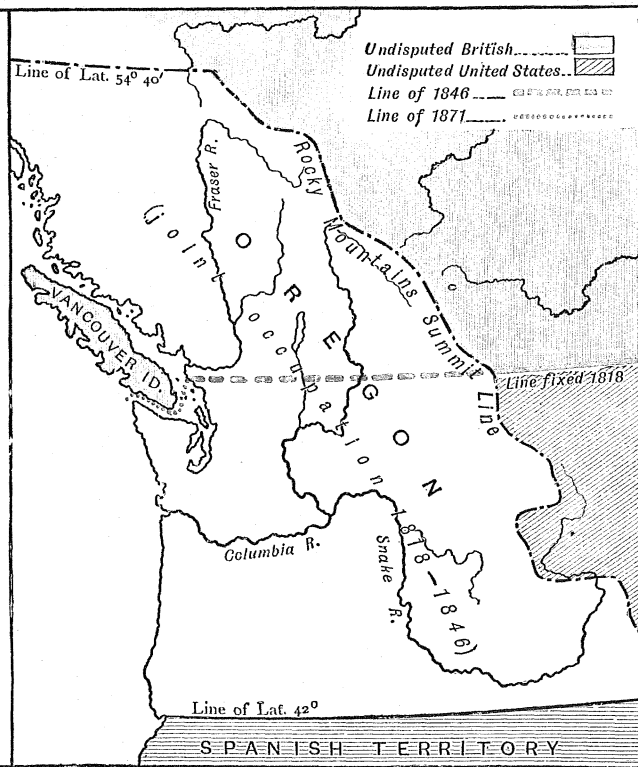 Undisputed British
Undisputed United States
Line of 1846
Line of 1871
Line of Lat. 54° 40'
Fraser R.
Rocky Mountains Summit Line
OREGON
(joint occupation 1818-1846)
VANCOUVER ID.
Line fixed 1818
Columbia R.
Snake R.
Line of Lat. 42°
SPANISH TERRITORY